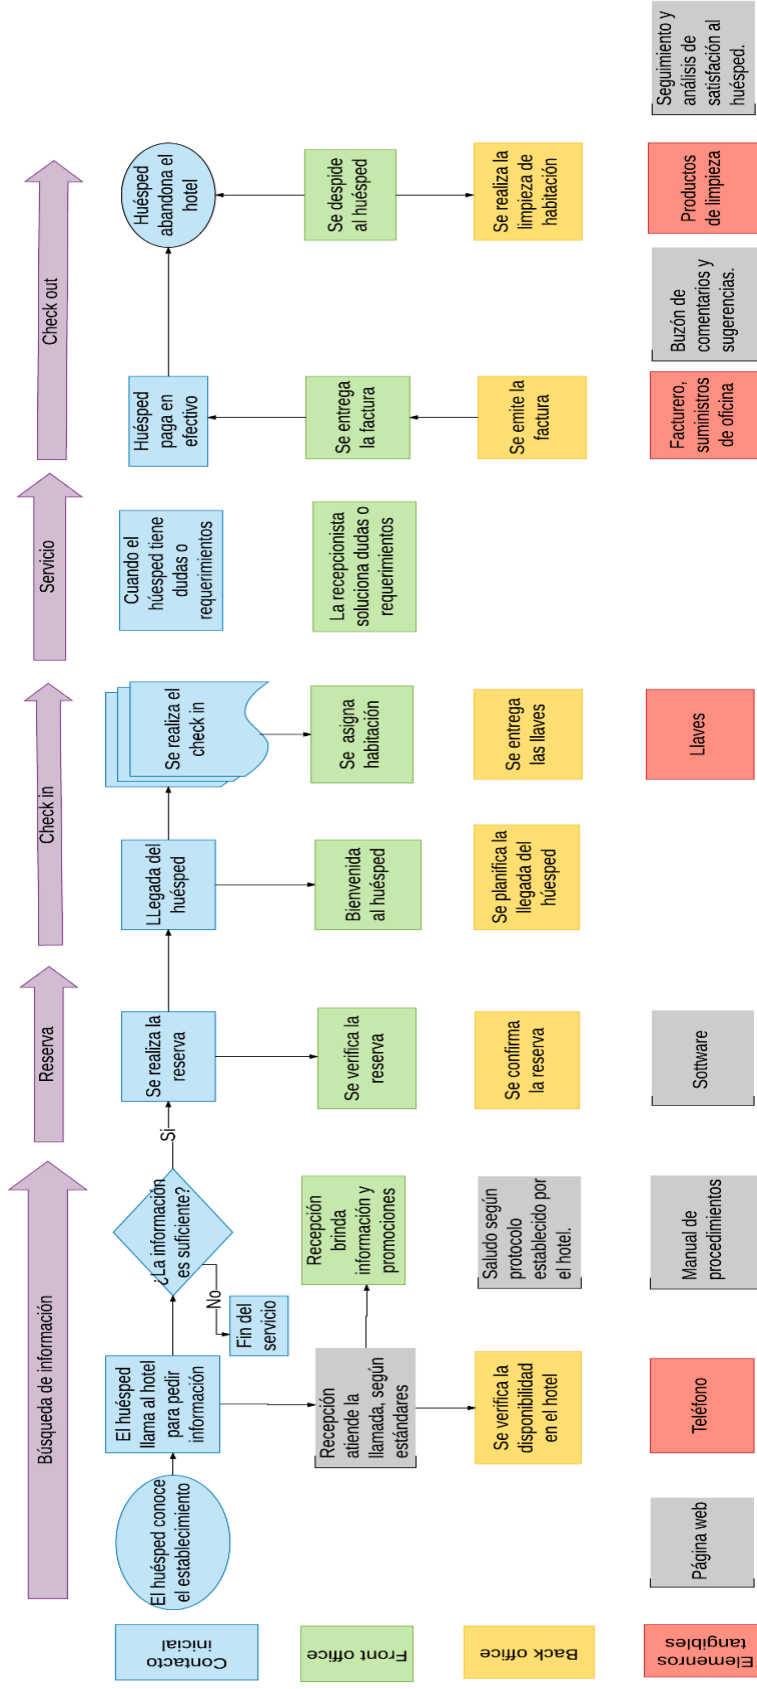 Búsqueda de información
Reserva
Check in
Servicio
Check out
Contacto
inicial
El huésped conoce
el establecimiento
El huésped
llama al hotel
para pedir
información
¿La información
es suficiente?
No
Fin del
servicio
Si
Se realiza la
reserva
LLegada del
huésped
Se realiza el
check in
Cuando el
húesped tiene
dudas o
requerimientos
Huésped
paga en
efectivo
Huésped
abandona el
hotel
Front office
Recepción
atiende la
llamada, según
estándares
Recepción
brinda
información y
promociones
Se verifica la
reserva
Bienvenida
al huésped
Se asigna
habitación
La recepcionista
soluciona dudas o
requerimientos
Se entrega
la factura
Se despide
al huésped
Back office
Se verifica la
disponibilidad
en el hotel
Saludo según
protocolo
establecido por
el hotel.
Se confirma
la reserva
Se planifica la
llegada del
húesped
Se entrega
las llaves
Se emite la
factura
Se realiza la
limpieza de
habitación
Elemenros
tangibles
Página web
Teléfono
Manual de
procedimientos
Sottware
Llaves
Facturero,
suministros
de oficina
Buzón de
comentarios y
sugerencias.
Productos
de limpieza
Seguimiento y
análisis de
satisfación al
huésped.